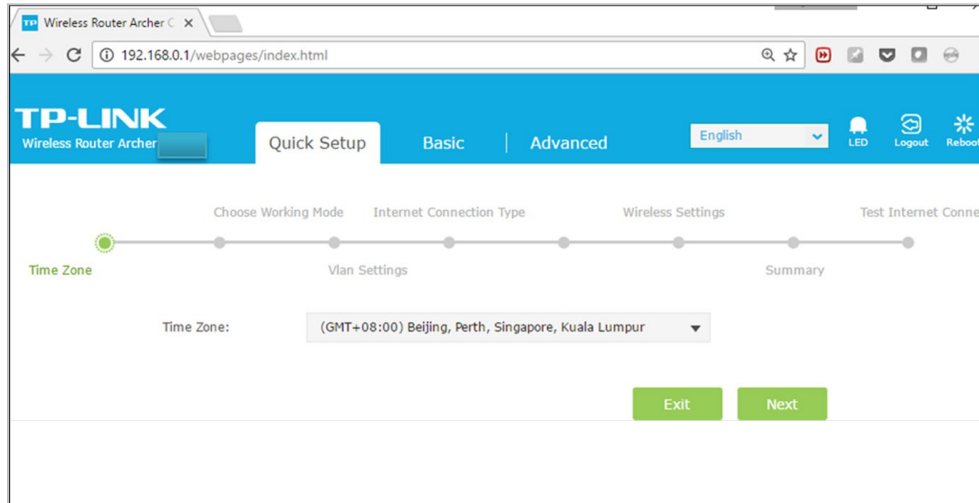 Wireless Router Archer C
192.168.0.1/webpages/index.html
TP-LINK
Wireless Router Archer
Quick Setup
Basic
Advanced
English
LED
Logout
Reboot
Choose Working Mode
Internet Connection Type
Wireless Settings
Test Internet Conne
Time Zone
Vlan Settings
Summary
Time Zone:
(GMT+08:00) Beijing, Perth, Singapore, Kuala Lumpur
Exit
Next